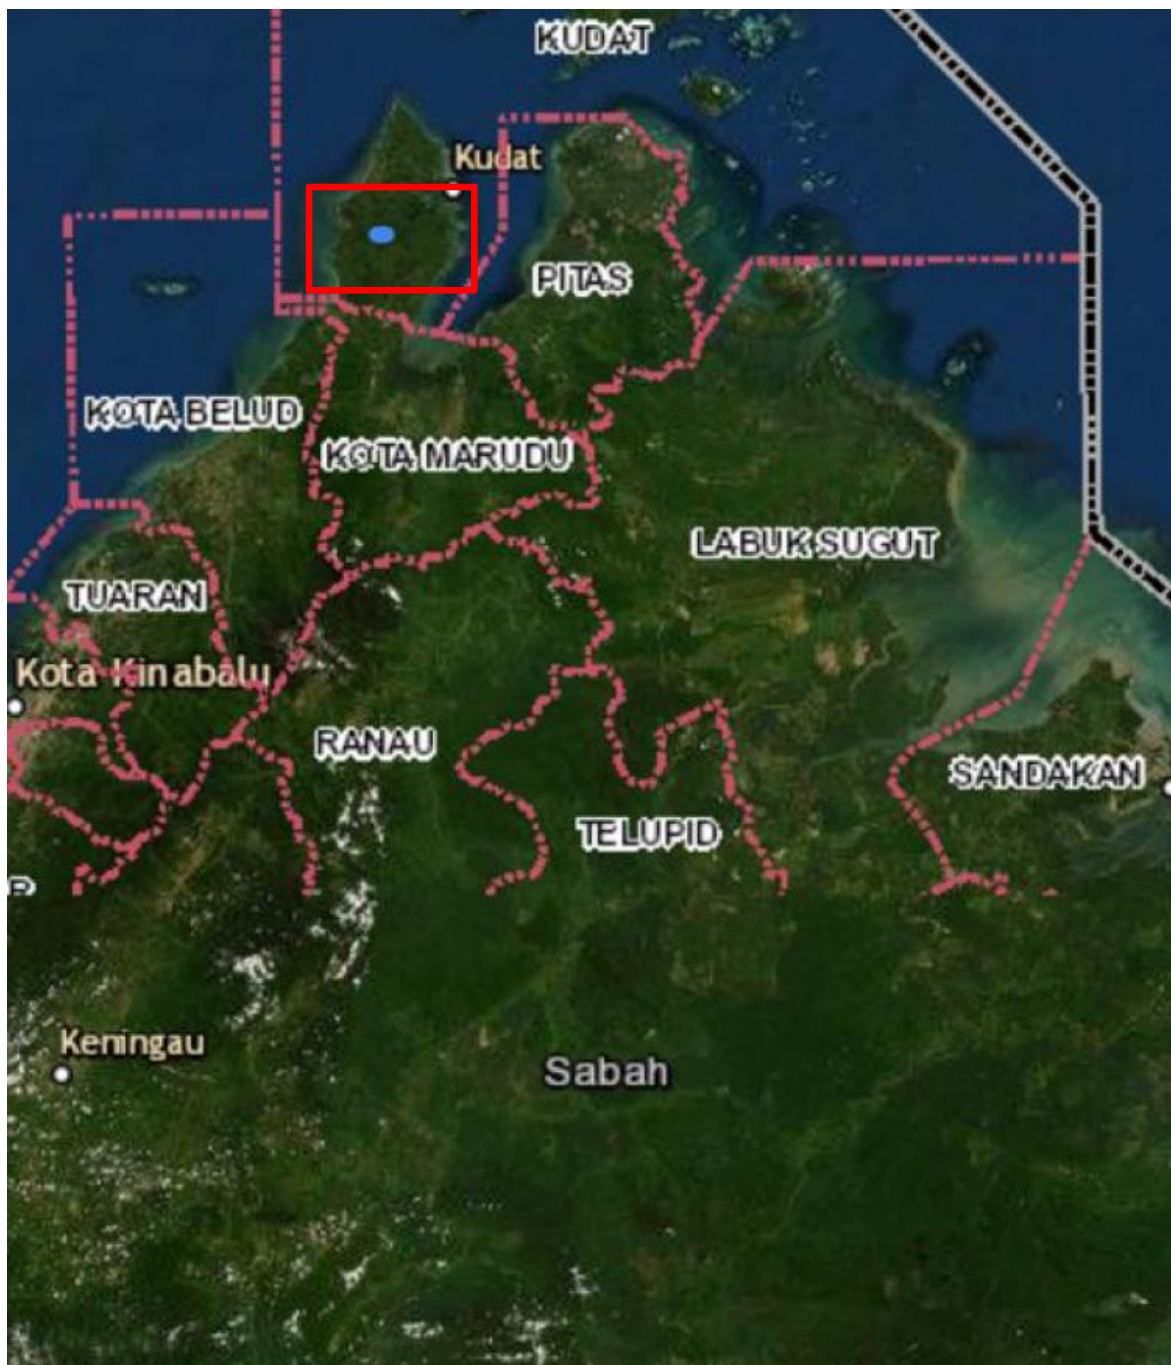 KUDAT
Kudat
PITAS
KOTA BELUD
KOTA MARUDU
LABUK SUGUT
TUARAN
Kota Kinabalu
RANAU
SANDAKAN
TELUPID
Keningau
Sabah